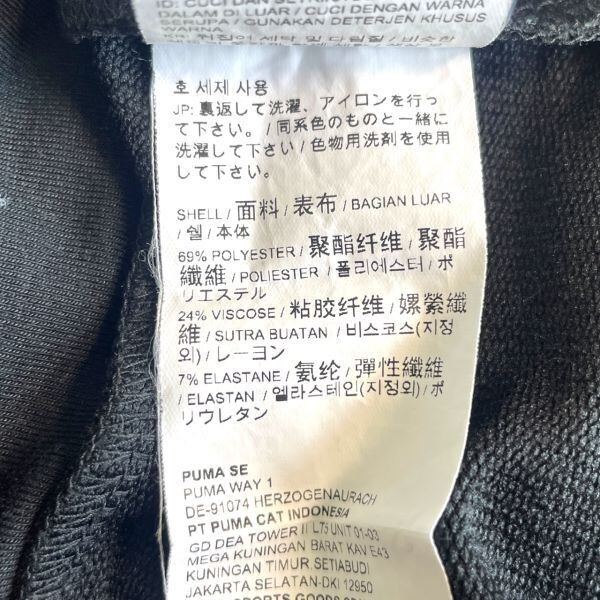 ID: CUCI DAN SETRIKA
DALAM DI LUAR / CUCI DENGAN WARNA
SERUPA / GUNAKAN DETERJEN KHUSUS
WARNA
호 세제 사용
JP: 裏返して洗濯、アイロンを行っ
て下さい。 / 同系色のものと一緒に
洗濯して下さい / 色物用洗剤を使用
して下さい。
SHELL / 面料 / 表布 / BAGIAN LUAR
/ 쉘 / 本体
69% POLYESTER / 聚酯纤维 / 聚酯
纖維 / POLIESTER / 폴리에스터 / ポ
リエステル
24% VISCOSE / 粘胶纤维 / 嫘縈纖
維 / SUTRA BUATAN / 비스코스(지정
외) / レーヨン
7% ELASTANE / 氨纶 / 彈性纖維
/ ELASTAN / 엘라스테인(지정외) / ポ
リウレタン
PUMA SE
PUMA WAY 1
DE-91074 HERZOGENAURACH
PT PUMA CAT INDONESIA
GD DEA TOWER II L75 UNIT 01-03
MEGA KUNINGAN BARAT KAV E43
KUNINGAN TIMUR, SETIABUDI
JAKARTA SELATAN-DKI 12950
SPORTS GOODS